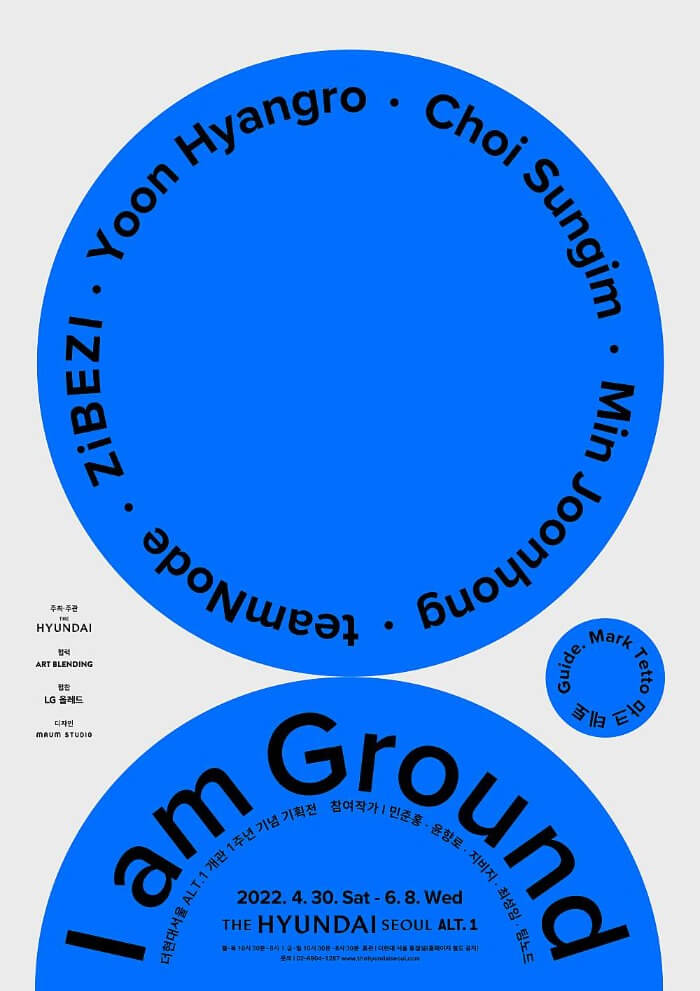 Yoon Hyangro · Choi Sungim · Min Joonhong · teamNode · ZiBEZI ·
주최·주관
THE
HYUNDAI
협력
ART BLENDING
협찬
LG 올레드
디자인
MAUM STUDIO
Guide. Mark Tetto 마크 테토
I am Ground
더현대서울 ALT.1 개관 1주년 기념 기획전 참여작가 | 민준홍 · 윤향로 · 지비지 · 최성임 · 팀노드
2022. 4. 30. Sat - 6. 8. Wed
THE HYUNDAI SEOUL ALT. 1
www.thehyundaiseoul.com